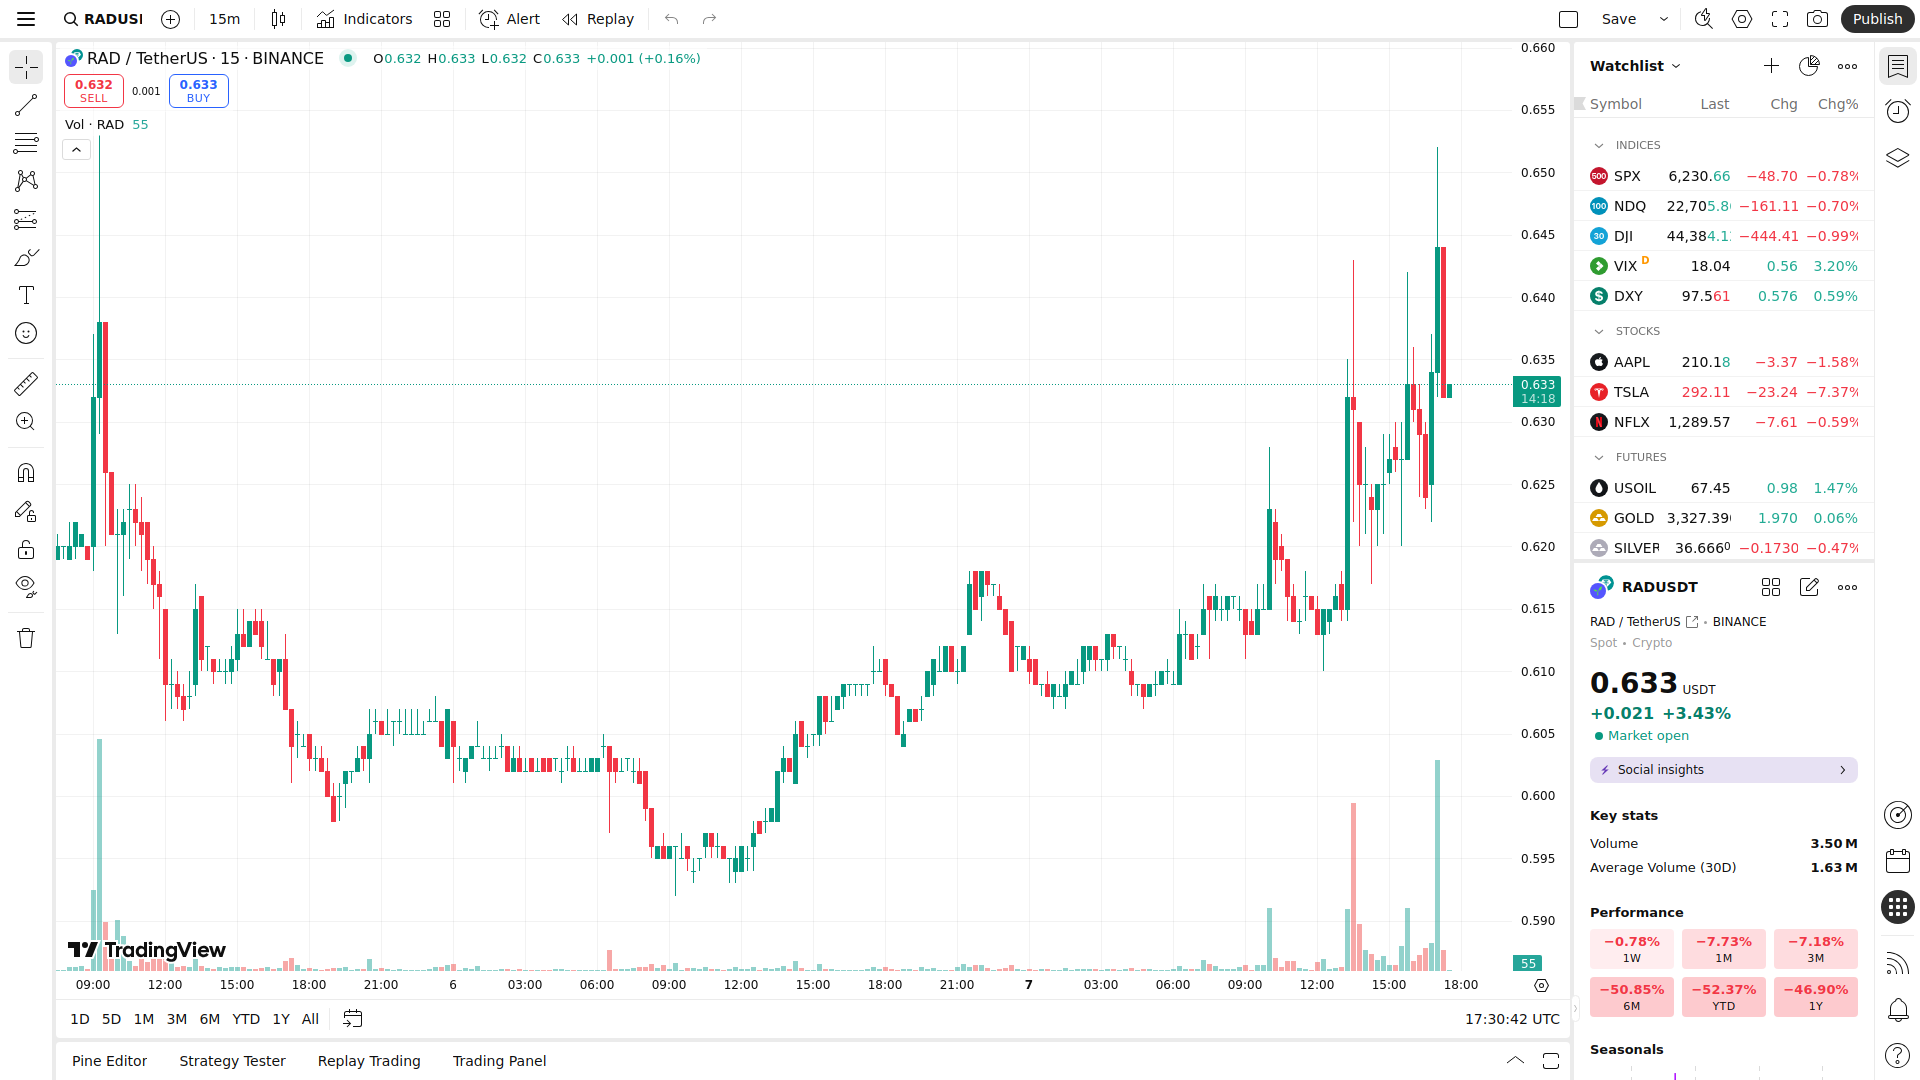 RADUSI
15m
Indicators
Alert
Replay
Save
Publish
RAD / TetherUS · 15 · BINANCE
O0.632 H0.633 L0.632 C0.633 +0.001 (+0.16%)
0.632
SELL
0.001
0.633
BUY
Vol · RAD 55
0.660
0.655
0.650
0.645
0.640
0.635
0.633
14:18
0.630
0.625
0.620
0.615
0.610
0.605
0.600
0.595
0.590
55
TradingView
09:00 12:00 15:00 18:00 21:00 6 03:00 06:00 09:00 12:00 15:00 18:00 21:00 7 03:00 06:00 09:00 12:00 15:00 18:00
1D 5D 1M 3M 6M YTD 1Y All
17:30:42 UTC
Pine Editor Strategy Tester Replay Trading Trading Panel
Watchlist
Symbol Last Chg Chg%
INDICES
500 SPX 6,230.66 −48.70 −0.78%
100 NDQ 22,705.8 −161.11 −0.70%
30 DJI 44,384.1 −444.41 −0.99%
VIX D 18.04 0.56 3.20%
$ DXY 97.561 0.576 0.59%
STOCKS
AAPL 210.18 −3.37 −1.58%
TSLA 292.11 −23.24 −7.37%
N NFLX 1,289.57 −7.61 −0.59%
FUTURES
USOIL 67.45 0.98 1.47%
GOLD 3,327.39 1.970 0.06%
SILVER 36.6660 −0.1730 −0.47%
RADUSDT
RAD / TetherUS • BINANCE
Spot • Crypto
0.633 USDT
+0.021 +3.43%
Market open
Social insights
Key stats
Volume 3.50 M
Average Volume (30D) 1.63 M
Performance
−0.78%
1W
−7.73%
1M
−7.18%
3M
−50.85%
6M
−52.37%
YTD
−46.90%
1Y
Seasonals